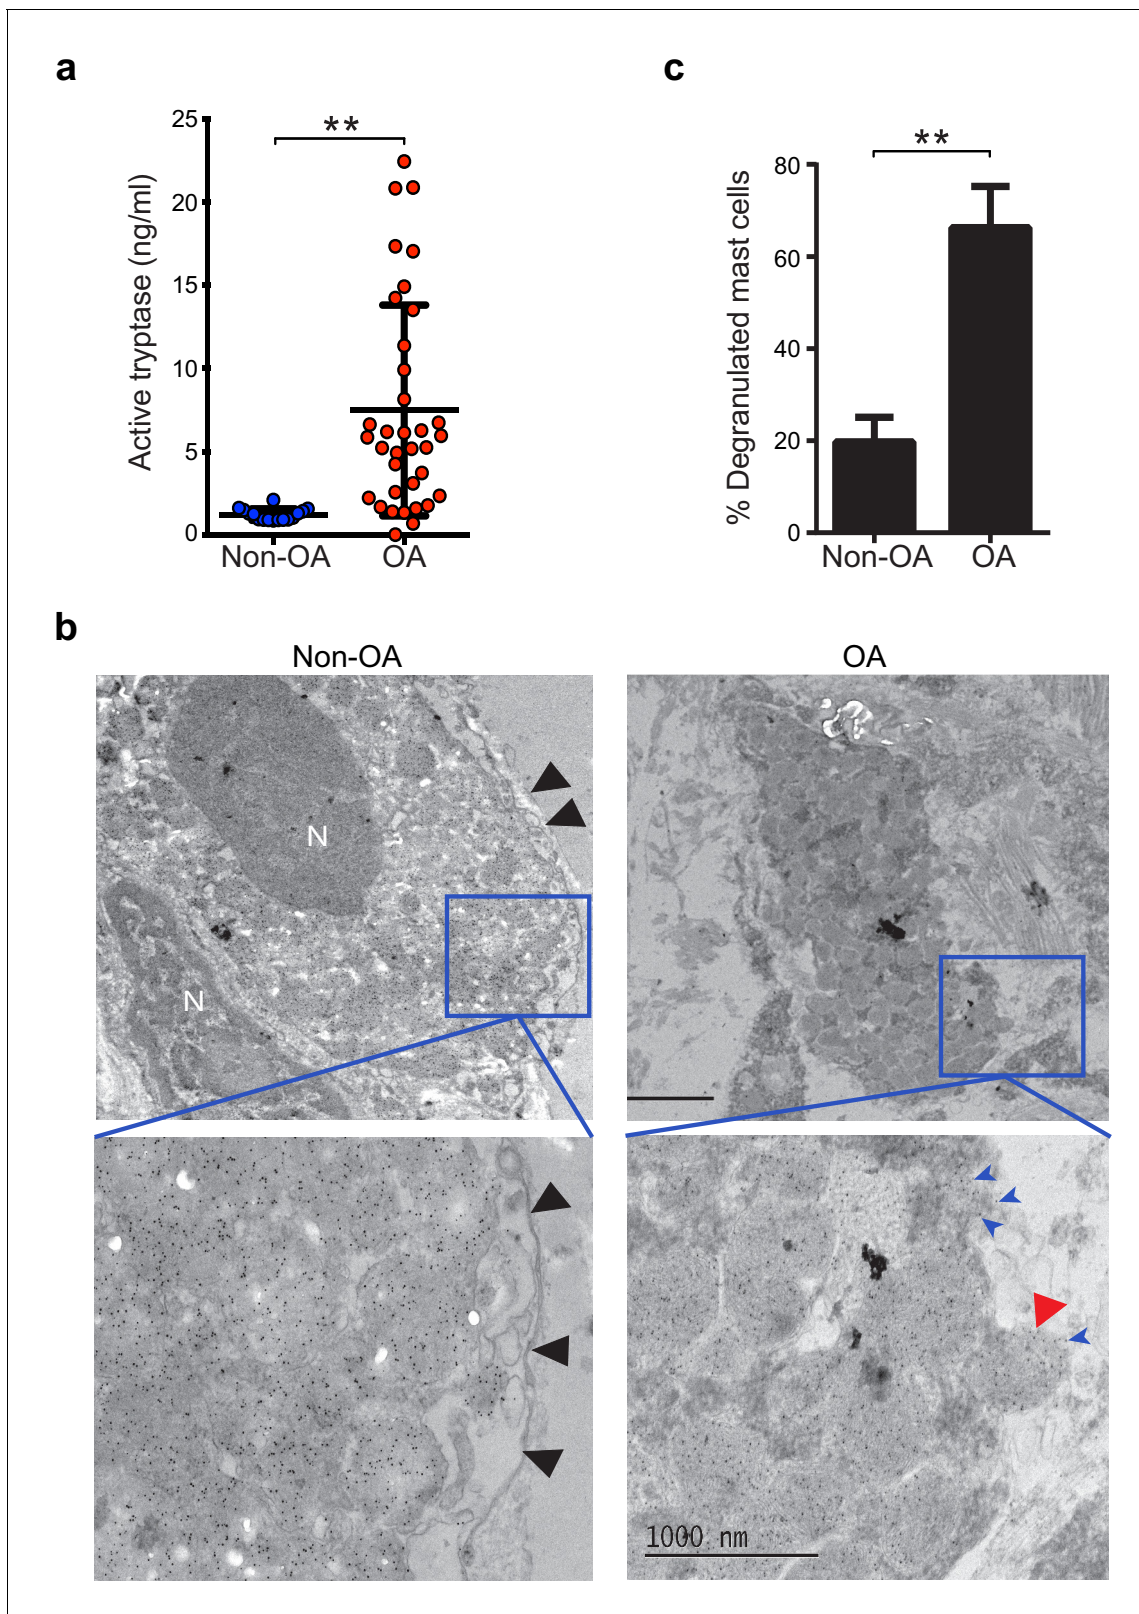 a
**
25
20
15
10
5
0
Active tryptase (ng/ml)
Non-OA
OA
c
**
80
60
40
20
0
% Degranulated mast cells
Non-OA
OA
b
Non-OA
OA
N
N
1000 nm